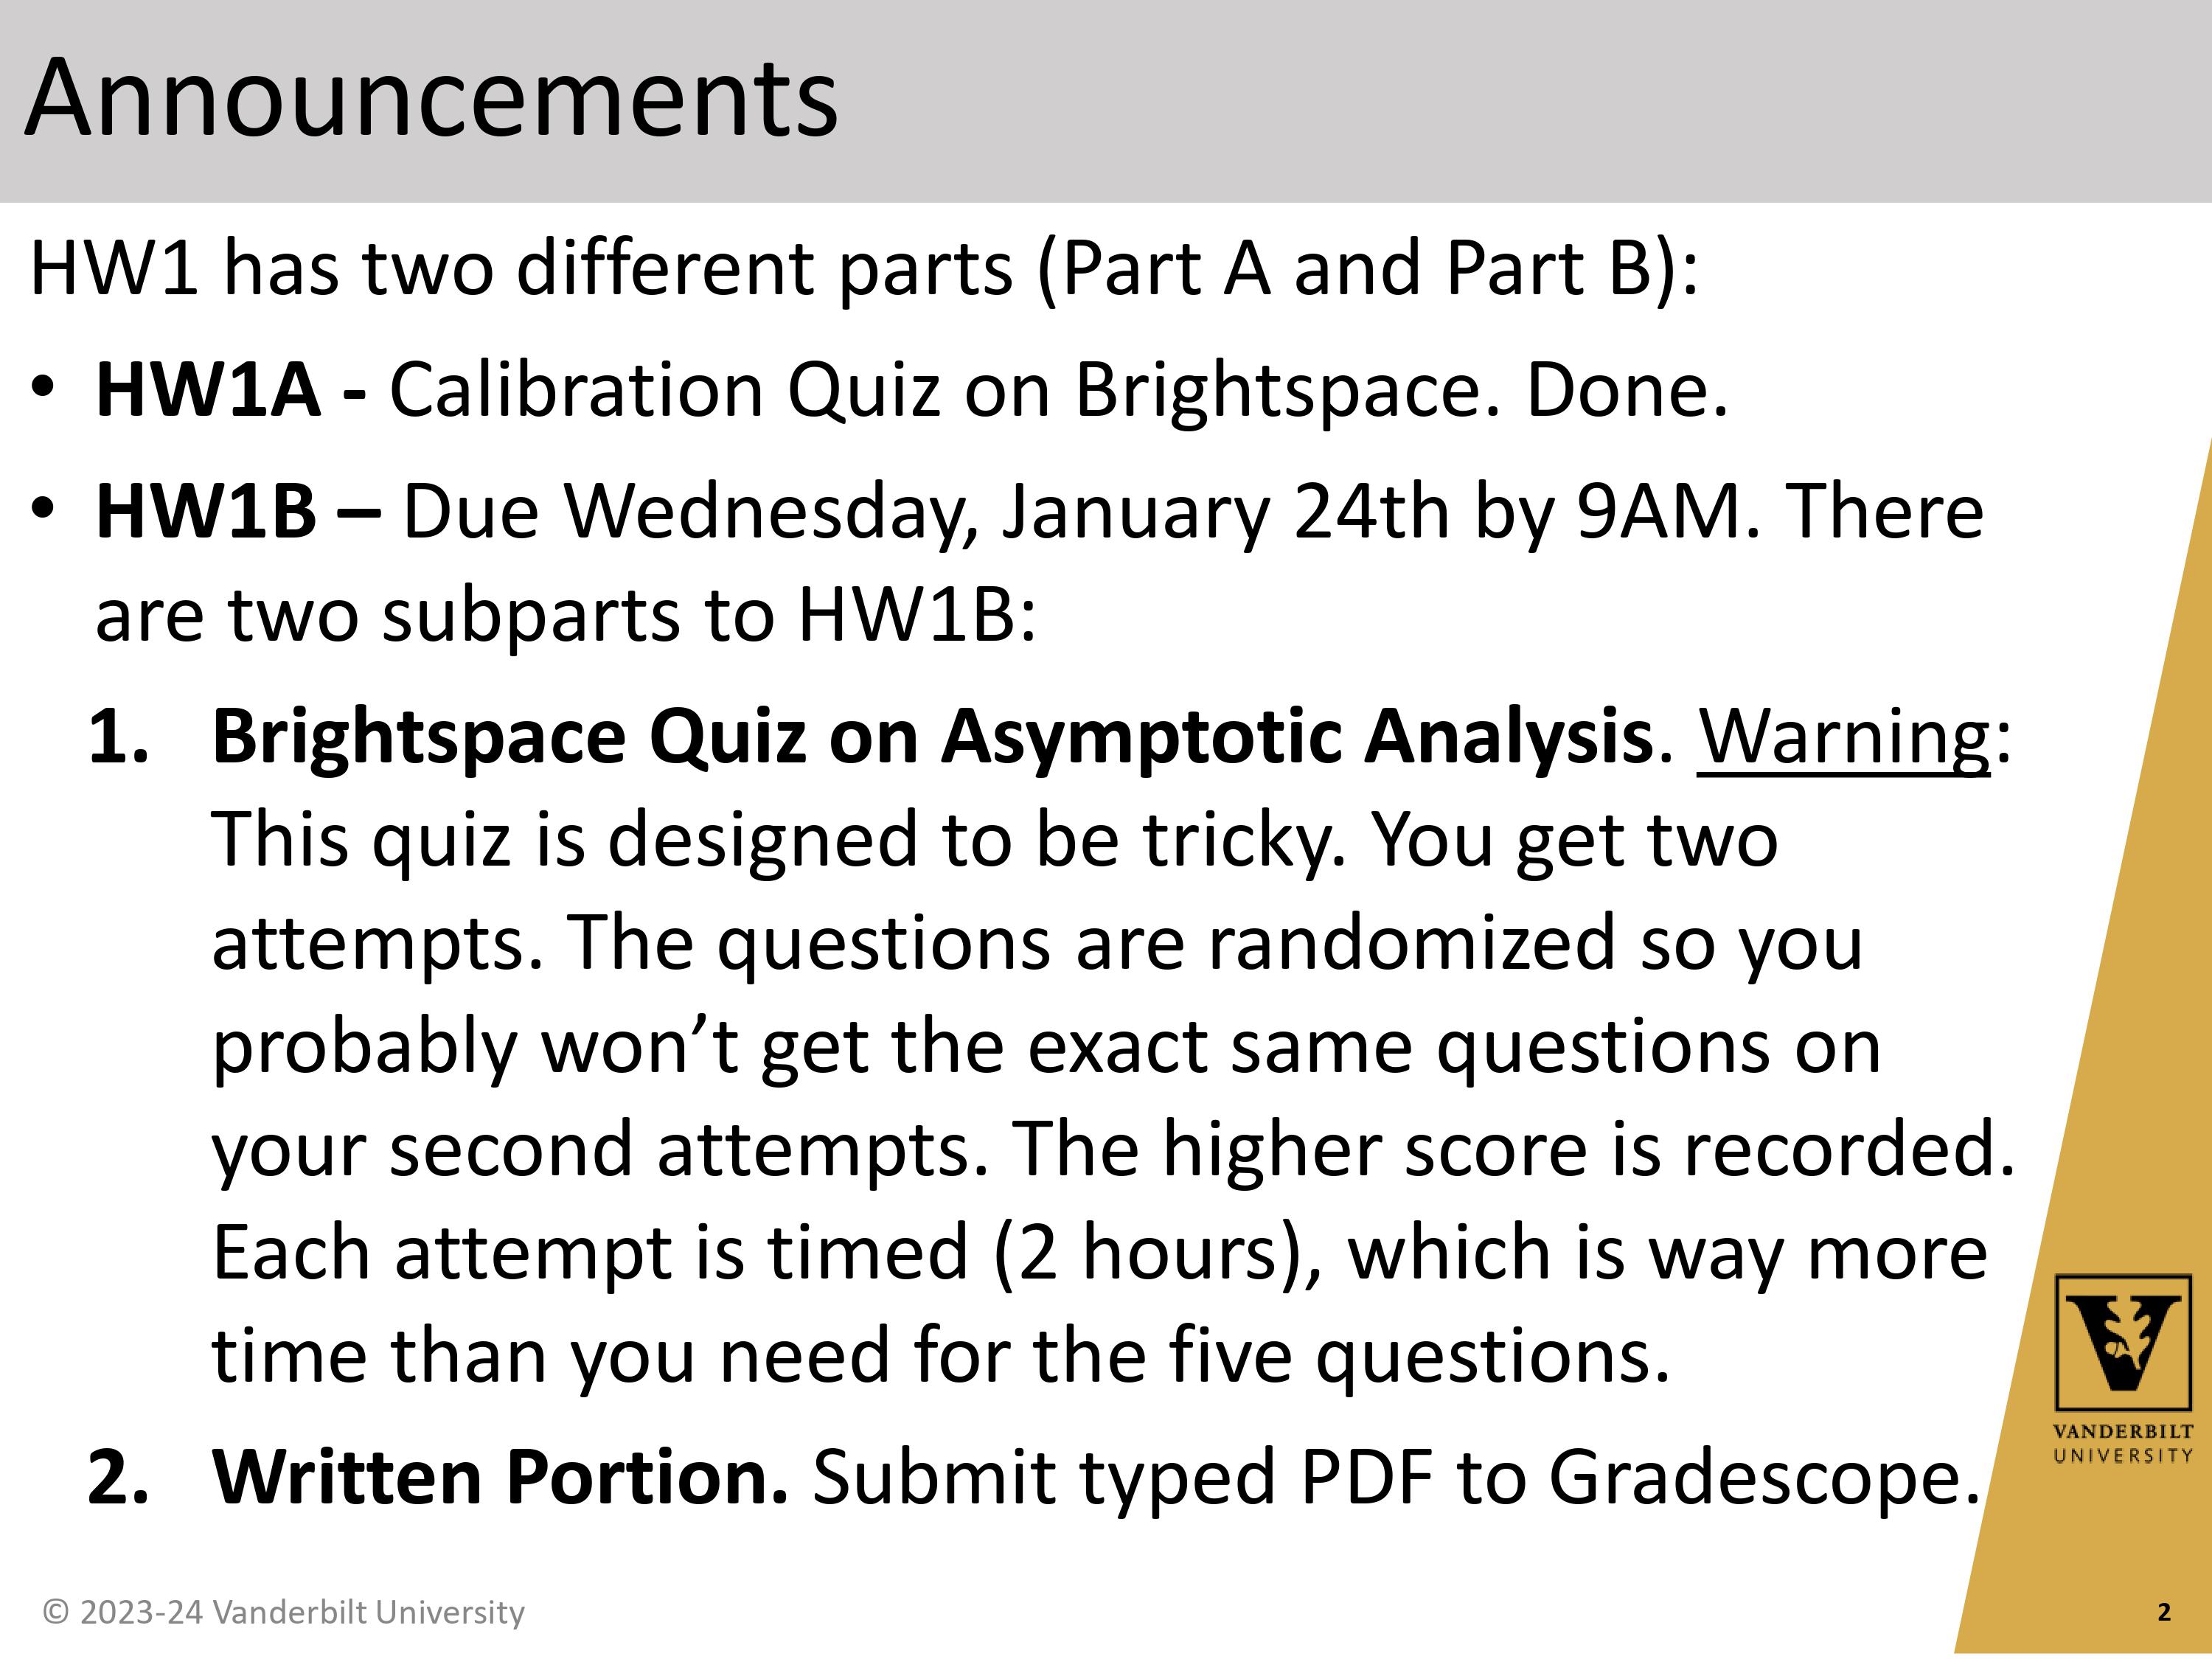 Announcements
HW1 has two different parts (Part A and Part B):
• HW1A - Calibration Quiz on Brightspace. Done.
• HW1B – Due Wednesday, January 24th by 9AM. There
are two subparts to HW1B:
1. Brightspace Quiz on Asymptotic Analysis. Warning:
This quiz is designed to be tricky. You get two
attempts. The questions are randomized so you
probably won’t get the exact same questions on
your second attempts. The higher score is recorded.
Each attempt is timed (2 hours), which is way more
time than you need for the five questions.
2. Written Portion. Submit typed PDF to Gradescope.
VANDERBILT
UNIVERSITY
© 2023-24 Vanderbilt University
2